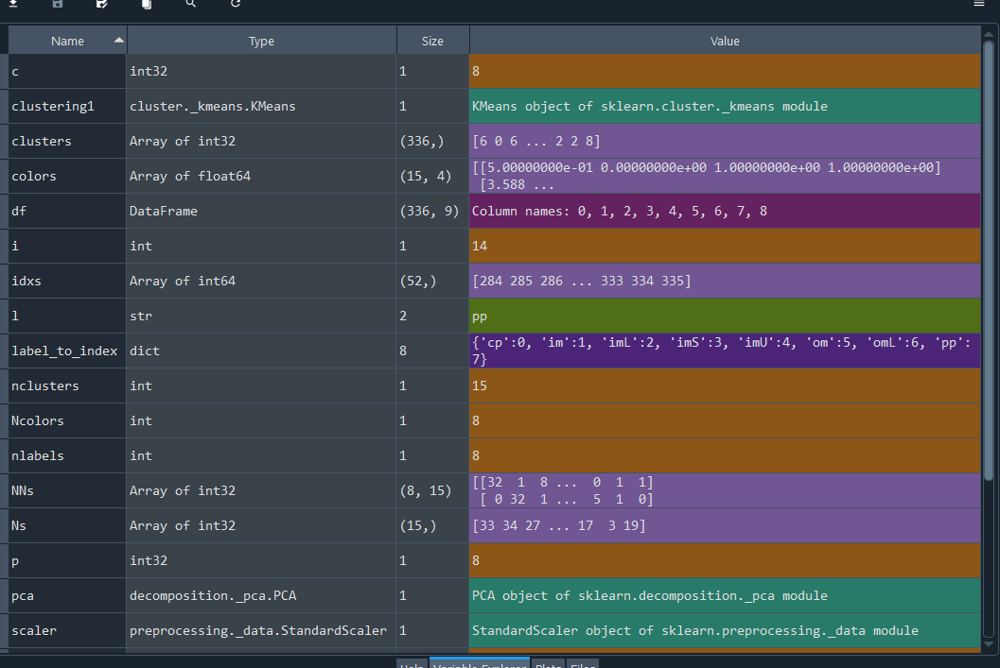 Name Type Size Value
c int32 1 8
clustering1 cluster._kmeans.KMeans 1 KMeans object of sklearn.cluster._kmeans module
clusters Array of int32 (336,) [6 0 6 ... 2 2 8]
colors Array of float64 (15, 4) [[5.00000000e-01 0.00000000e+00 1.00000000e+00 1.00000000e+00]
[3.588 ...
df DataFrame (336, 9) Column names: 0, 1, 2, 3, 4, 5, 6, 7, 8
i int 1 14
idxs Array of int64 (52,) [284 285 286 ... 333 334 335]
l str 2 pp
label_to_index dict 8 {'cp':0, 'im':1, 'imL':2, 'imS':3, 'imU':4, 'om':5, 'omL':6, 'pp':
7}
nclusters int 1 15
Ncolors int 1 8
nlabels int 1 8
NNs Array of int32 (8, 15) [[32 1 8 ... 0 1 1]
[ 0 32 1 ... 5 1 0]
Ns Array of int32 (15,) [33 34 27 ... 17 3 19]
p int32 1 8
pca decomposition._pca.PCA 1 PCA object of sklearn.decomposition._pca module
scaler preprocessing._data.StandardScaler 1 StandardScaler object of sklearn.preprocessing._data module
Help Variable Explorer Plots Files